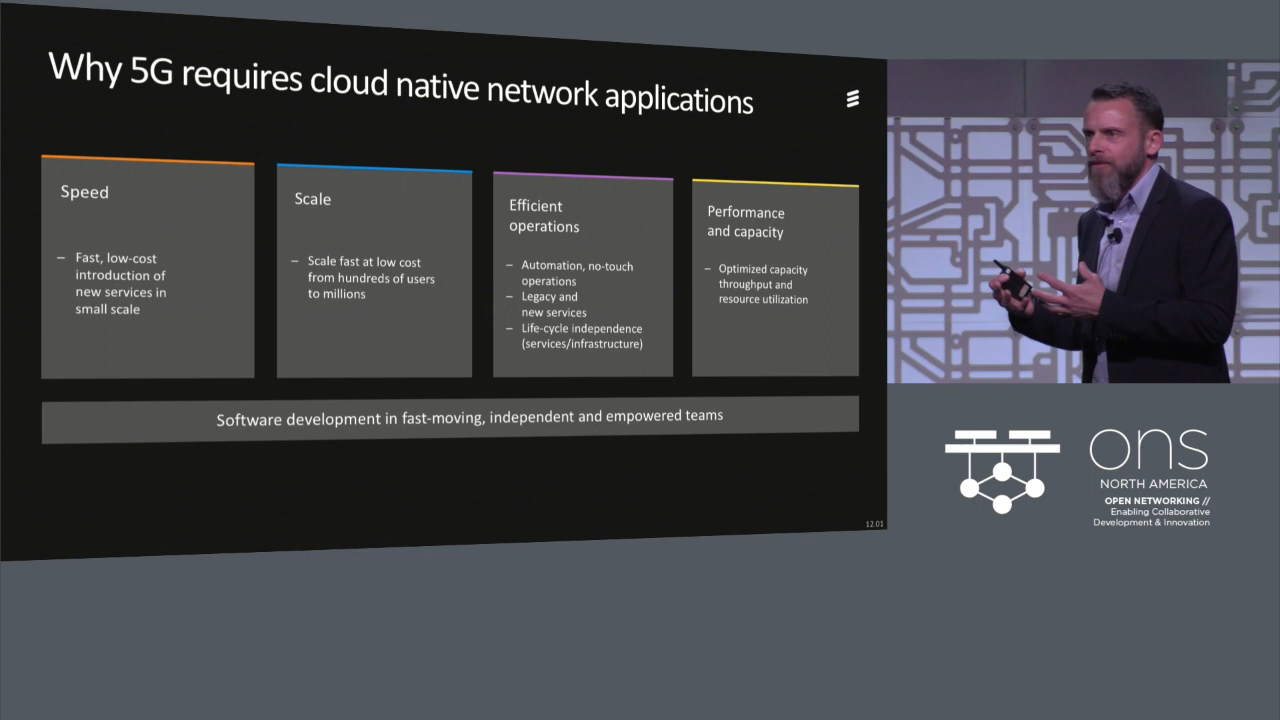 Why 5G requires cloud native network applications
Speed
– Fast, low-cost
introduction of
new services in
small scale
Scale
– Scale fast at low cost
from hundreds of users
to millions
Efficient
operations
– Automation, no-touch
operations
– Legacy and
new services
– Life-cycle independence
(services/infrastructure)
Performance
and capacity
– Optimized capacity
throughput and
resource utilization
Software development in fast-moving, independent and empowered teams
12.01
ons
NORTH AMERICA
OPEN NETWORKING //
Enabling Collaborative
Development & Innovation